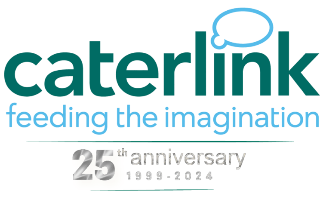 caterlink
feeding the imagination
25th anniversary
1999-2024